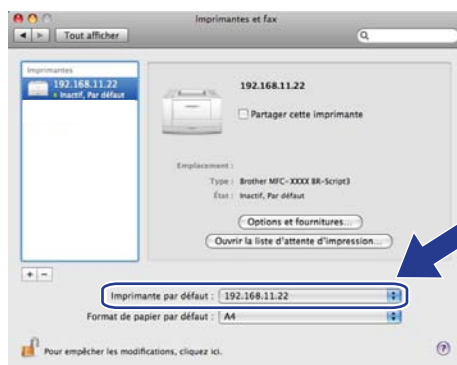 Imprimantes et fax
Tout afficher
Imprimantes
192.168.11.22
Inactif, Par défaut
192.168.11.22
Partager cette imprimante
Emplacement :
Type : Brother MFC-XXXX BR-Script3
État : Inactif, Par défaut
Options et fournitures...
Ouvrir la liste d'attente d'impression...
+ -
Imprimante par défaut : 192.168.11.22
Format de papier par défaut : A4
Pour empêcher les modifications, cliquez ici.
?